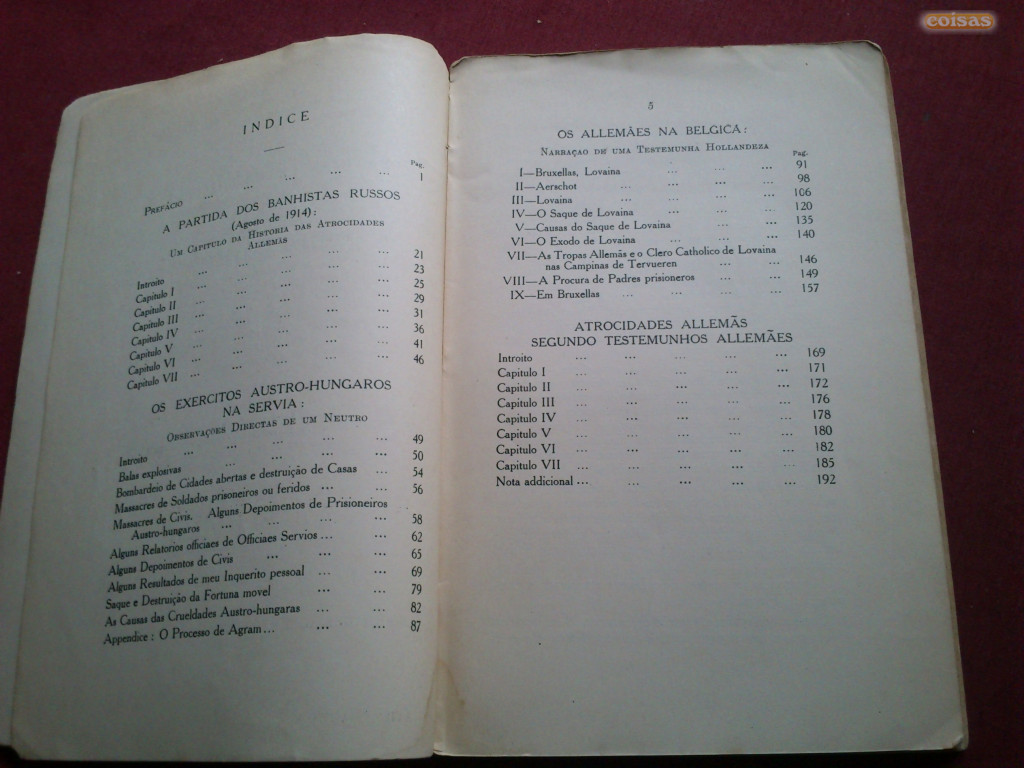 coisas
INDICE
Pag.
Prefácio ... ... ... ... 1
A PARTIDA DOS BANHISTAS RUSSOS
(Agosto de 1914):
Um Capitulo da Historia das Atrocidades
Allemãs
Introito ... ... ... ... 21
Capitulo I ... ... ... ... 23
Capitulo II ... ... ... ... 25
Capitulo III ... ... ... ... 29
Capitulo IV ... ... ... ... 31
Capitulo V ... ... ... ... 36
Capitulo VI ... ... ... ... 41
Capitulo VII ... ... ... ... 46
OS EXERCITOS AUSTRO-HUNGAROS
NA SERVIA:
Observações Directas de um Neutro
Introito ... ... ... ... 49
Balas explosivas ... ... ... ... 50
Bombardeio de Cidades abertas e destruição de Casas ... 54
Massacres de Soldados prisoneiros ou feridos ... ... 56
Massacres de Civis. Alguns Depoimentos de Prisioneiros
Austro-hungaros ... ... ... ... 58
Alguns Relatorios officiaes de Officiaes Servios ... ... 62
Alguns Depoimentos de Civis ... ... ... 65
Alguns Resultados de meu Inquerito pessoal ... ... 69
Saque e Destruição da Fortuna movel ... ... 79
As Causas das Crueldades Austro-hungaras ... ... 82
Appendice : O Processo de Agram ... ... ... 87
5
OS ALLEMÃES NA BELGICA:
Narração de uma Testemunha Hollandeza
Pag.
I—Bruxellas, Lovaina ... ... ... 91
II—Aerschot ... ... ... ... 98
III—Lovaina ... ... ... ... 106
IV—O Saque de Lovaina ... ... ... 120
V—Causas do Saque de Lovaina ... ... 135
VI—O Exodo de Lovaina ... ... ... 140
VII—As Tropas Allemãs e o Clero Catholico de Lovaina
nas Campinas de Tervueren ... ... 146
VIII—A Procura de Padres prisioneros ... ... 149
IX—Em Bruxellas ... ... ... ... 157
ATROCIDADES ALLEMÃS
SEGUNDO TESTEMUNHOS ALLEMÃES
Introito ... ... ... ... ... 169
Capitulo I ... ... ... ... ... 171
Capitulo II ... ... ... ... ... 172
Capitulo III ... ... ... ... ... 176
Capitulo IV ... ... ... ... ... 178
Capitulo V ... ... ... ... ... 180
Capitulo VI ... ... ... ... ... 182
Capitulo VII ... ... ... ... ... 185
Nota addicional ... ... ... ... ... 192